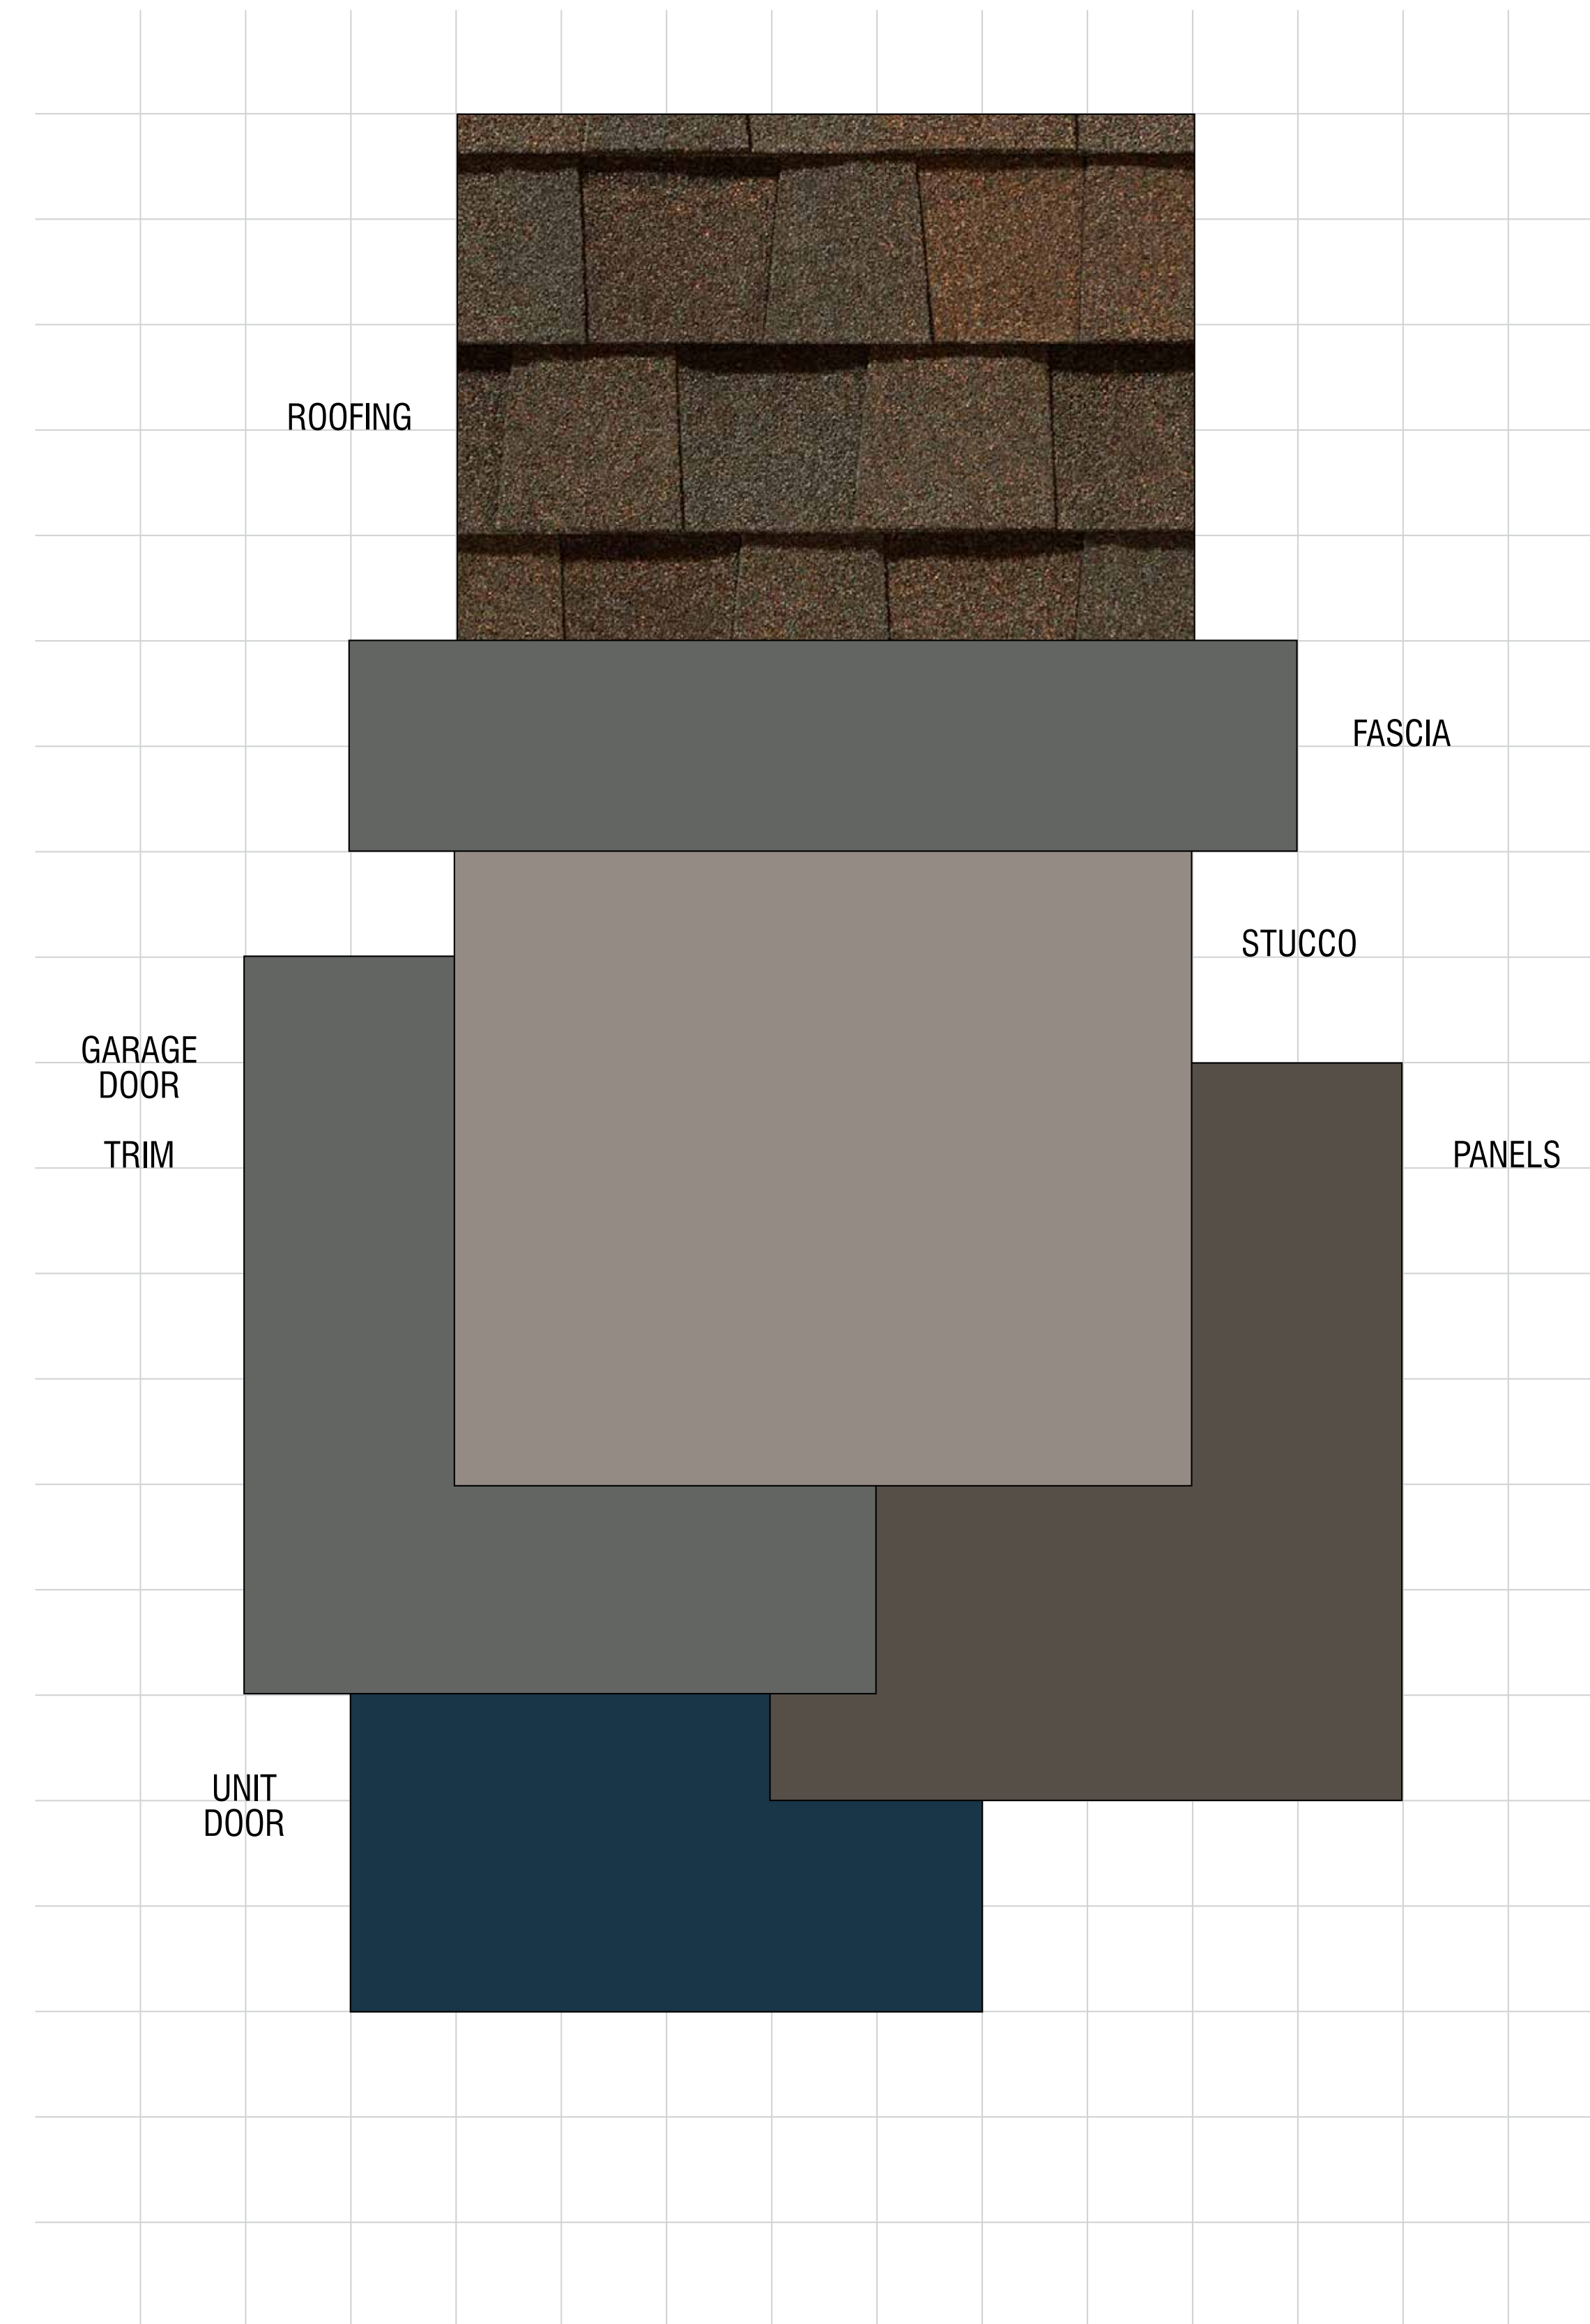 ROOFING
FASCIA
STUCCO
GARAGE
DOOR
TRIM
PANELS
UNIT
DOOR